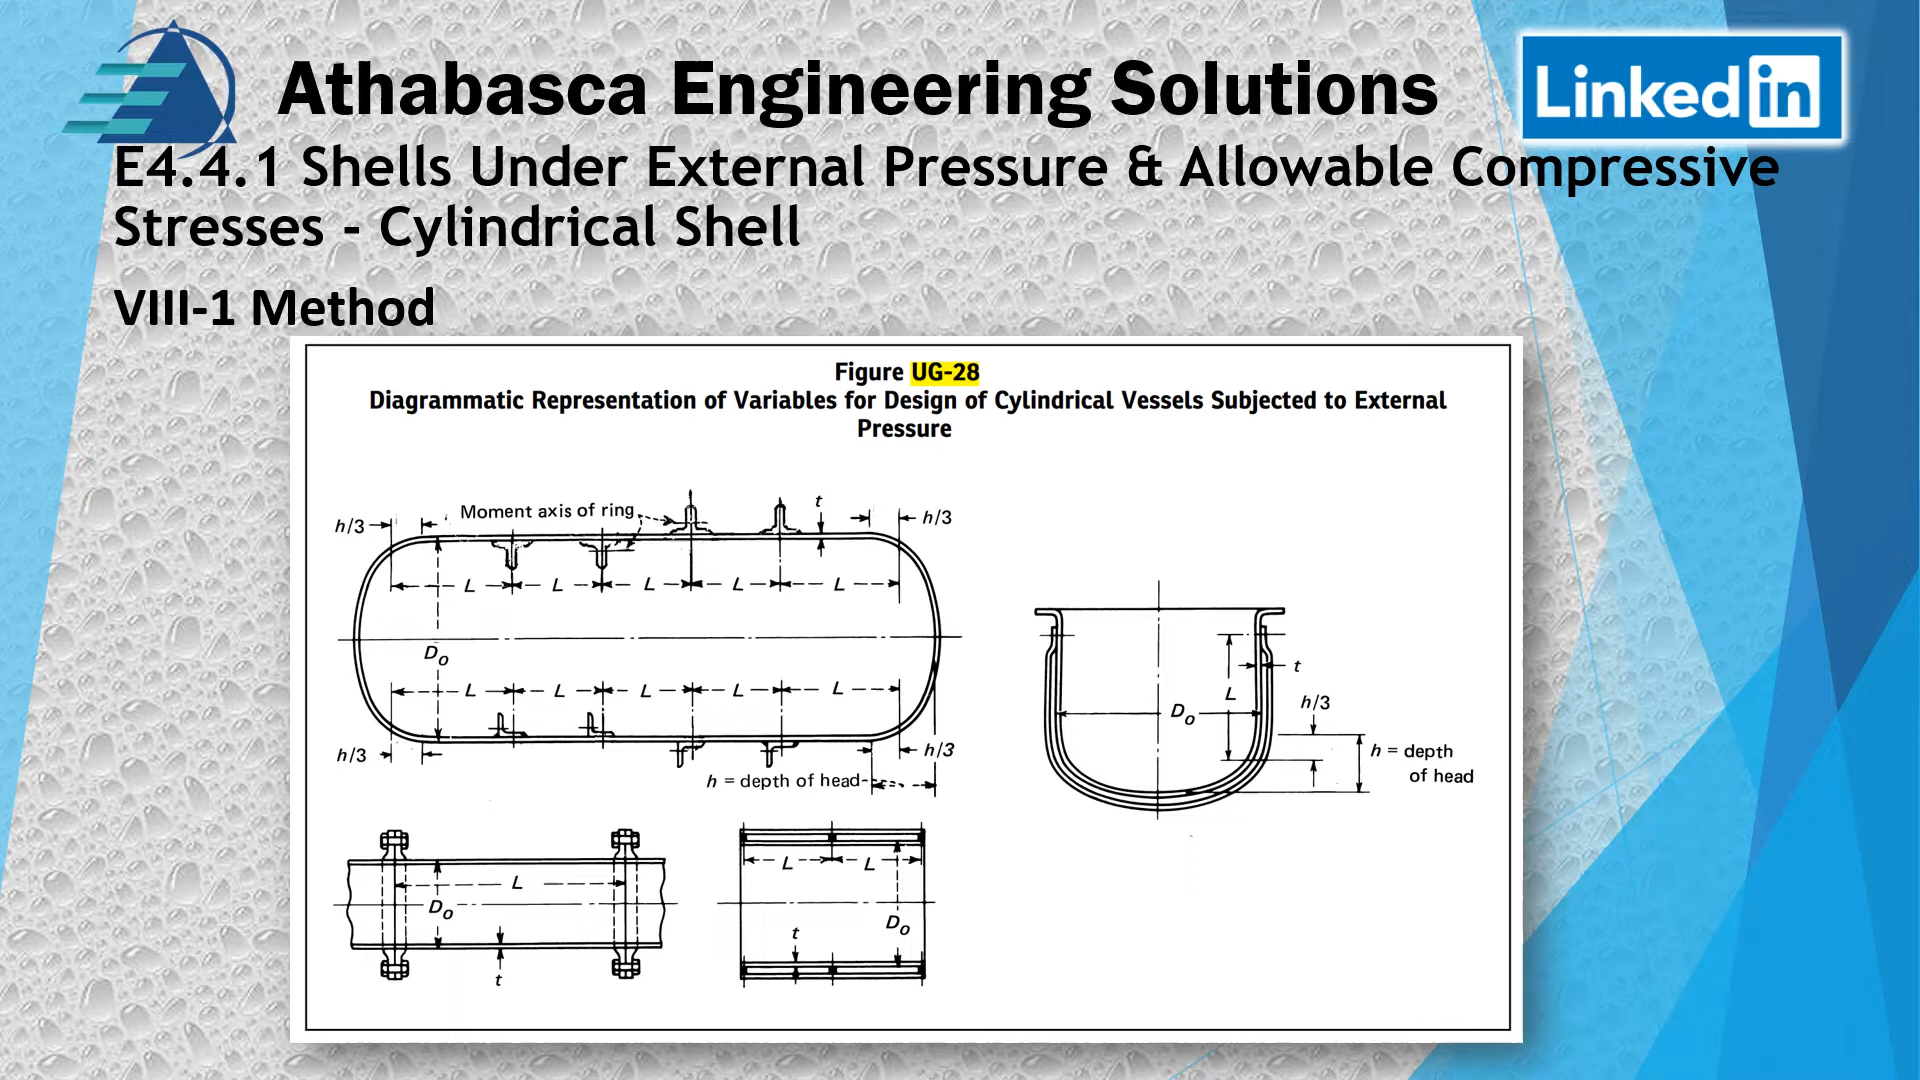 Athabasca Engineering Solutions
Linked in
E4.4.1 Shells Under External Pressure & Allowable Compressive
Stresses - Cylindrical Shell
VIII-1 Method
Figure UG-28
Diagrammatic Representation of Variables for Design of Cylindrical Vessels Subjected to External
Pressure
h/3
Moment axis of ring
t
h/3
L L L L L
Do
L L L L L
h/3
h/3
h = depth of head
t
L
Do
h/3
h = depth
of head
L
Do
t
L L
Do
t